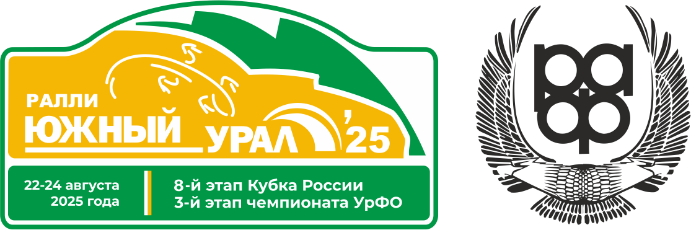 РАЛЛИ
ЮЖНЫЙ УРАЛ '25
22-24 августа
2025 года
8-й этап Кубка России
3-й этап чемпионата УрФО
раф